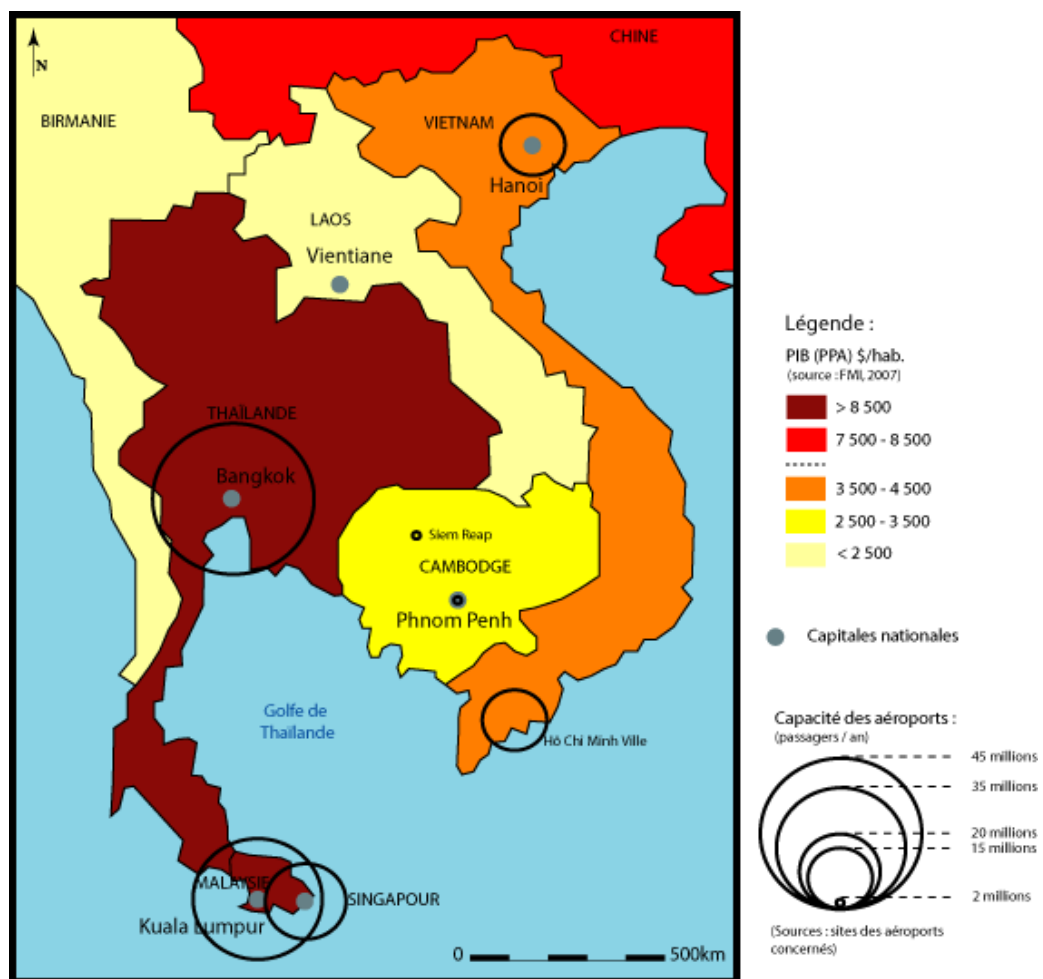 N
CHINE
BIRMANIE
VIETNAM
Hanoi
LAOS
Vientiane
THAÏLANDE
Bangkok
Siem Reap
CAMBODGE
Phnom Penh
Golfe de
Thaïlande
Hô Chi Minh Ville
MALAYSIE
SINGAPOUR
Kuala Lumpur
0 500km
Légende :
PIB (PPA) $/hab.
(source : FMI, 2007)
> 8 500
7 500 - 8 500
3 500 - 4 500
2 500 - 3 500
< 2 500
Capitales nationales
Capacité des aéroports :
(passagers / an)
45 millions
35 millions
20 millions
15 millions
2 millions
(Sources : sites des aéroports
concernés)